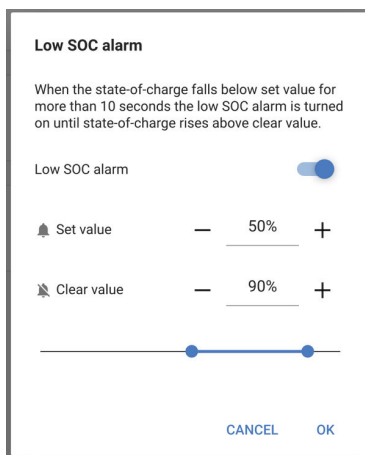 Low SOC alarm
When the state-of-charge falls below set value for
more than 10 seconds the low SOC alarm is turned
on until state-of-charge rises above clear value.
Low SOC alarm
Set value — 50% +
Clear value — 90% +
CANCEL OK